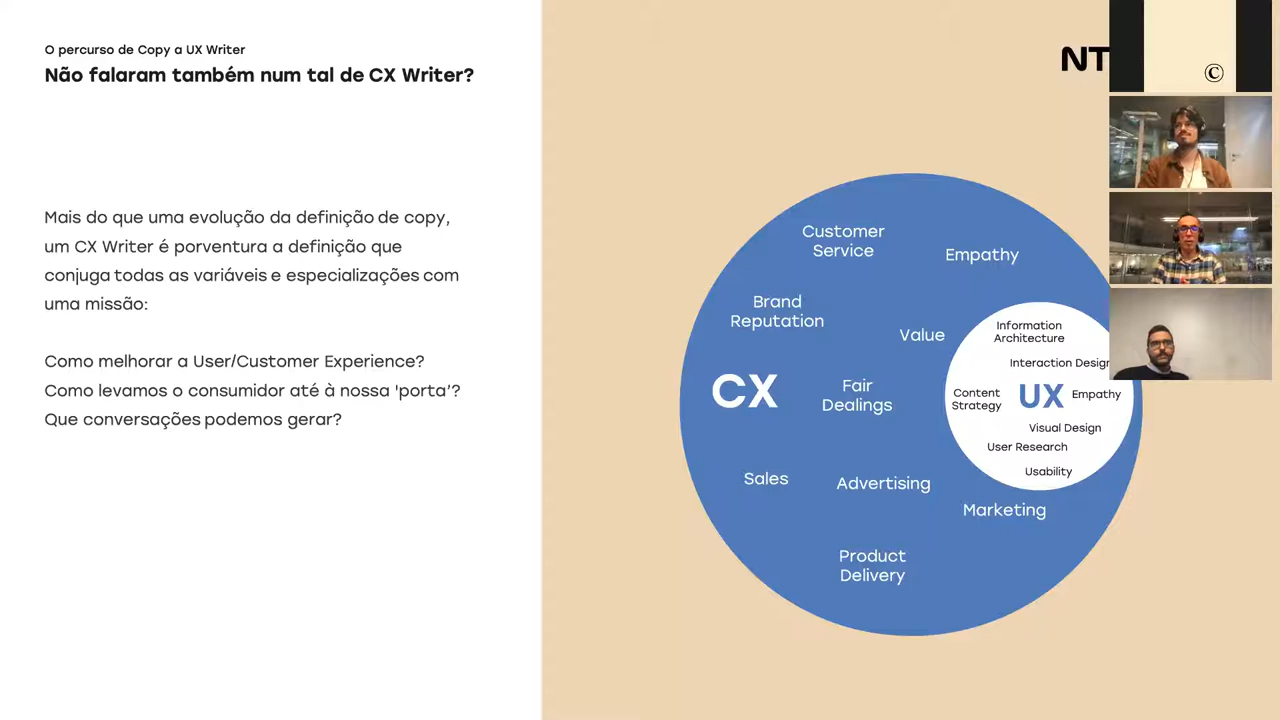 O percurso de Copy a UX Writer
Não falaram também num tal de CX Writer?
Mais do que uma evolução da definição de copy,
um CX Writer é porventura a definição que
conjuga todas as variáveis e especializações com
uma missão:
Como melhorar a User/Customer Experience?
Como levamos o consumidor até à nossa 'porta’?
Que conversações podemos gerar?
NT
©
Customer
Service
Empathy
Brand
Reputation
Value
CX
Fair
Dealings
Sales
Advertising
Marketing
Product
Delivery
Information
Architecture
Interaction Design
Content
Strategy
UX
Empathy
Visual Design
User Research
Usability